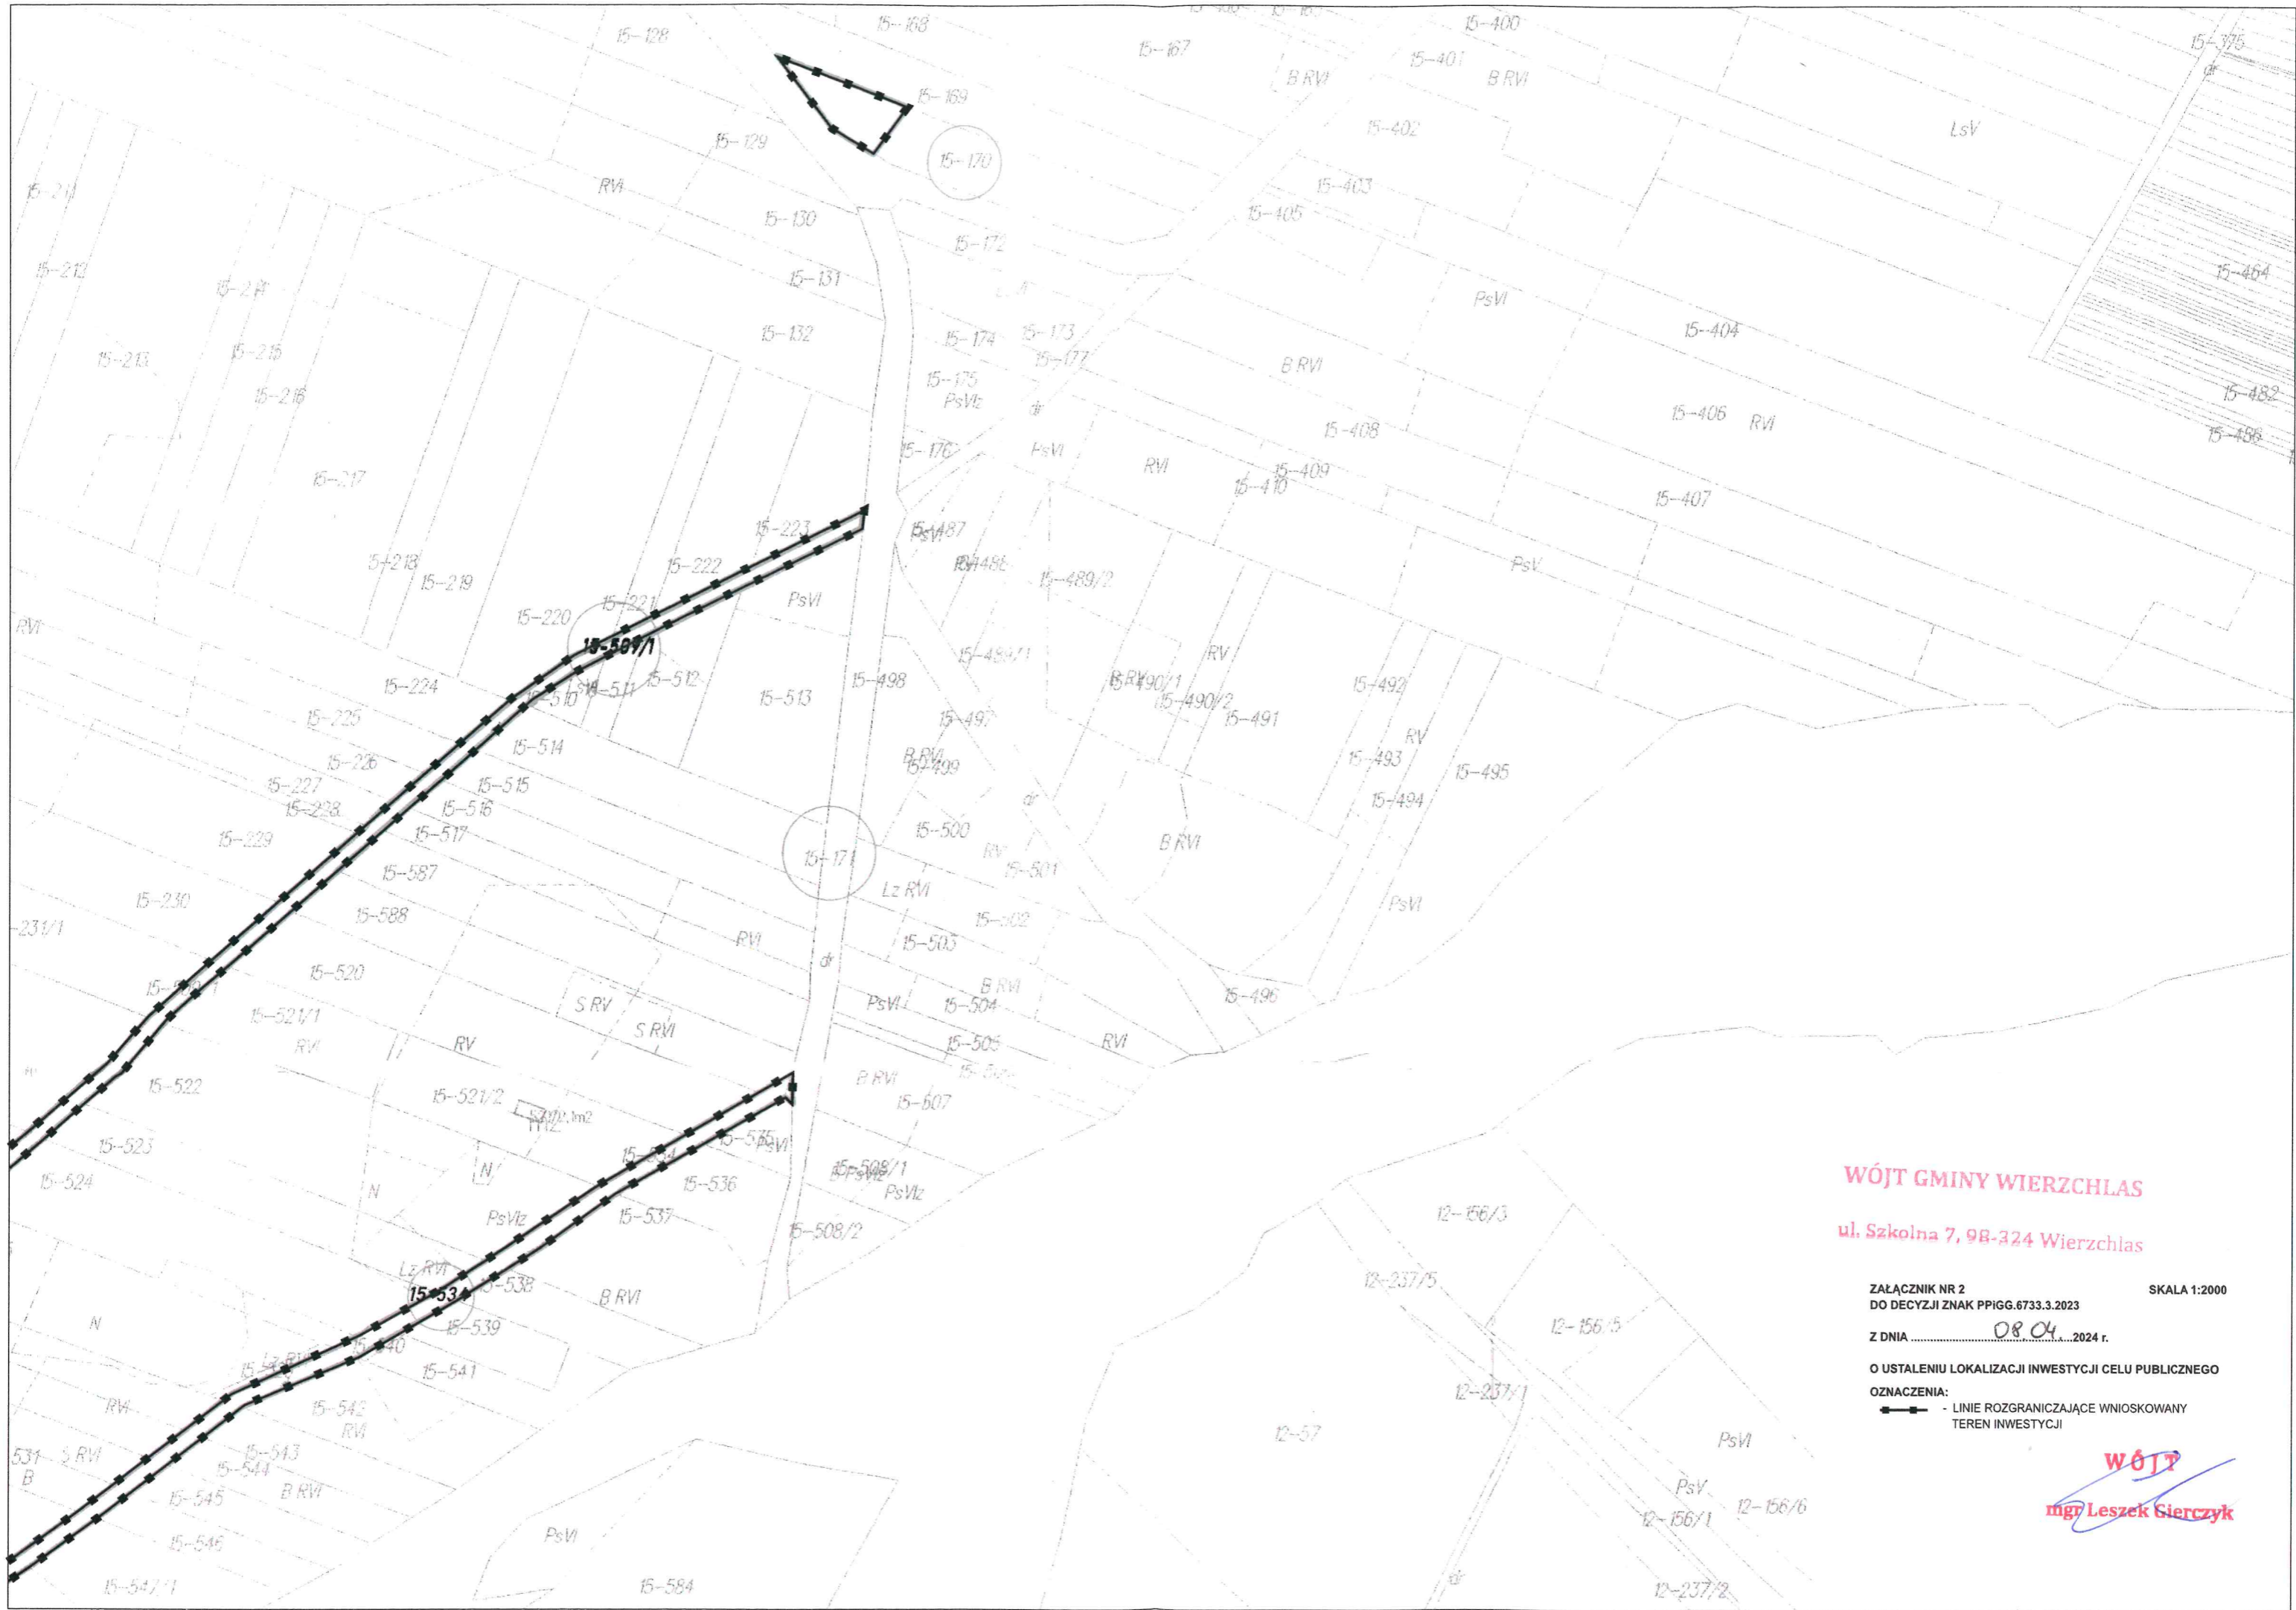 15-128
15-168
15-167
15-400
15-401
B RVI
B RVI
15-375
dr
15-169
15-402
LsV
15-129
15-170
RVI
15-403
15-405
15-130
15-172
15-212
15-131
15-464
PsVI
15-132
15-174
15-173
15-177
15-404
15-213
B RVI
15-175
PsVIz
dr
15-216
15-482
15-406
RVI
15-408
15-486
15-176
PsVI
RVI
15-409
15-410
15-407
15-223
15-487
PsVI
15-222
15-489/2
PsV
15-219
PsVI
15-220
15-221
RVI
15-507/1
15-489/1
RV
15-224
15-511
15-512
15-510
15-513
15-498
15-490/1
15-490/2
15-492
15-225
15-497
15-491
15-514
RV
15-226
B RVI
15-499
15-493
15-495
15-227
15-515
15-228
15-516
dr
15-494
15-229
15-517
15-500
RVI
B RVI
15-171
15-501
15-587
Lz RVI
15-230
15-588
PsVI
-231/1
15-502
RVI
15-503
dr
15-520
B RVI
15-496
S RV
PsVI
15-504
15-521/1
S RVI
RVI
RV
RVI
B RVI
15-522
15-521/2
15-507
15-523
15-535
PsVI
15-534
15-508/1
PsVIz
15-524
N
N
15-536
PsVIz
15-537
15-508/2
12-156/3
Lz RVI
15-538
12-237/5
15-531
B RVI
N
15-539
12-156/5
15-540
15-541
12-237/1
RVI
15-542
RVI
12-57
PsVI
531
S RVI
B
15-543
15-544
15-545
B RVI
PsV
12-156/1
12-156/6
PsVI
15-546
dr
15-547/1
15-584
12-237/2
WÓJT GMINY WIERZCHLAS
ul. Szkolna 7, 98-324 Wierzchlas
ZAŁĄCZNIK NR 2 SKALA 1:2000
DO DECYZJI ZNAK PPiGG.6733.3.2023
Z DNIA 08.04. 2024 r.
O USTALENIU LOKALIZACJI INWESTYCJI CELU PUBLICZNEGO
OZNACZENIA:
- LINIE ROZGRANICZAJĄCE WNIOSKOWANY
TEREN INWESTYCJI
WÓJT
mgr Leszek Gierczyk